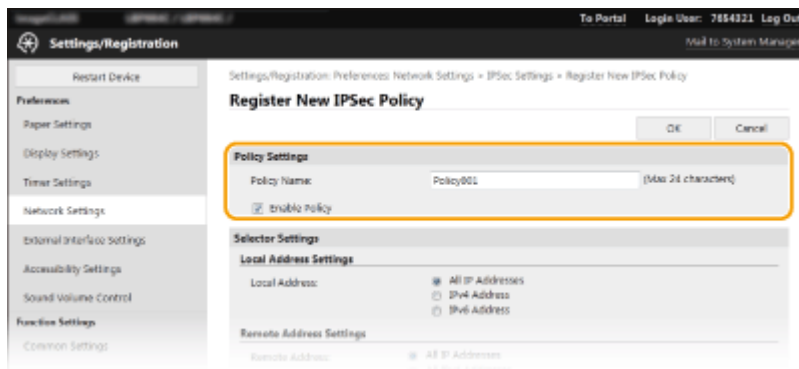 To Portal Login User: 7654321 Log Out
Settings/Registration
Mail to System Manager
Restart Device
Settings/Registration: Preferences: Network Settings > IPSec Settings > Register New IPSec Policy
Preferences
Register New IPSec Policy
Paper Settings
OK Cancel
Display Settings
Policy Settings
Timer Settings
Policy Name: Policy001 (Max 24 characters)
Network Settings
Enable Policy
External Interface Settings
Selector Settings
Local Address Settings
Accessibility Settings
Local Address: All IP Addresses
Sound Volume Control
IPv4 Address
IPv6 Address
Function Settings
Remote Address Settings
Common Settings
Remote Address: All IP Addresses